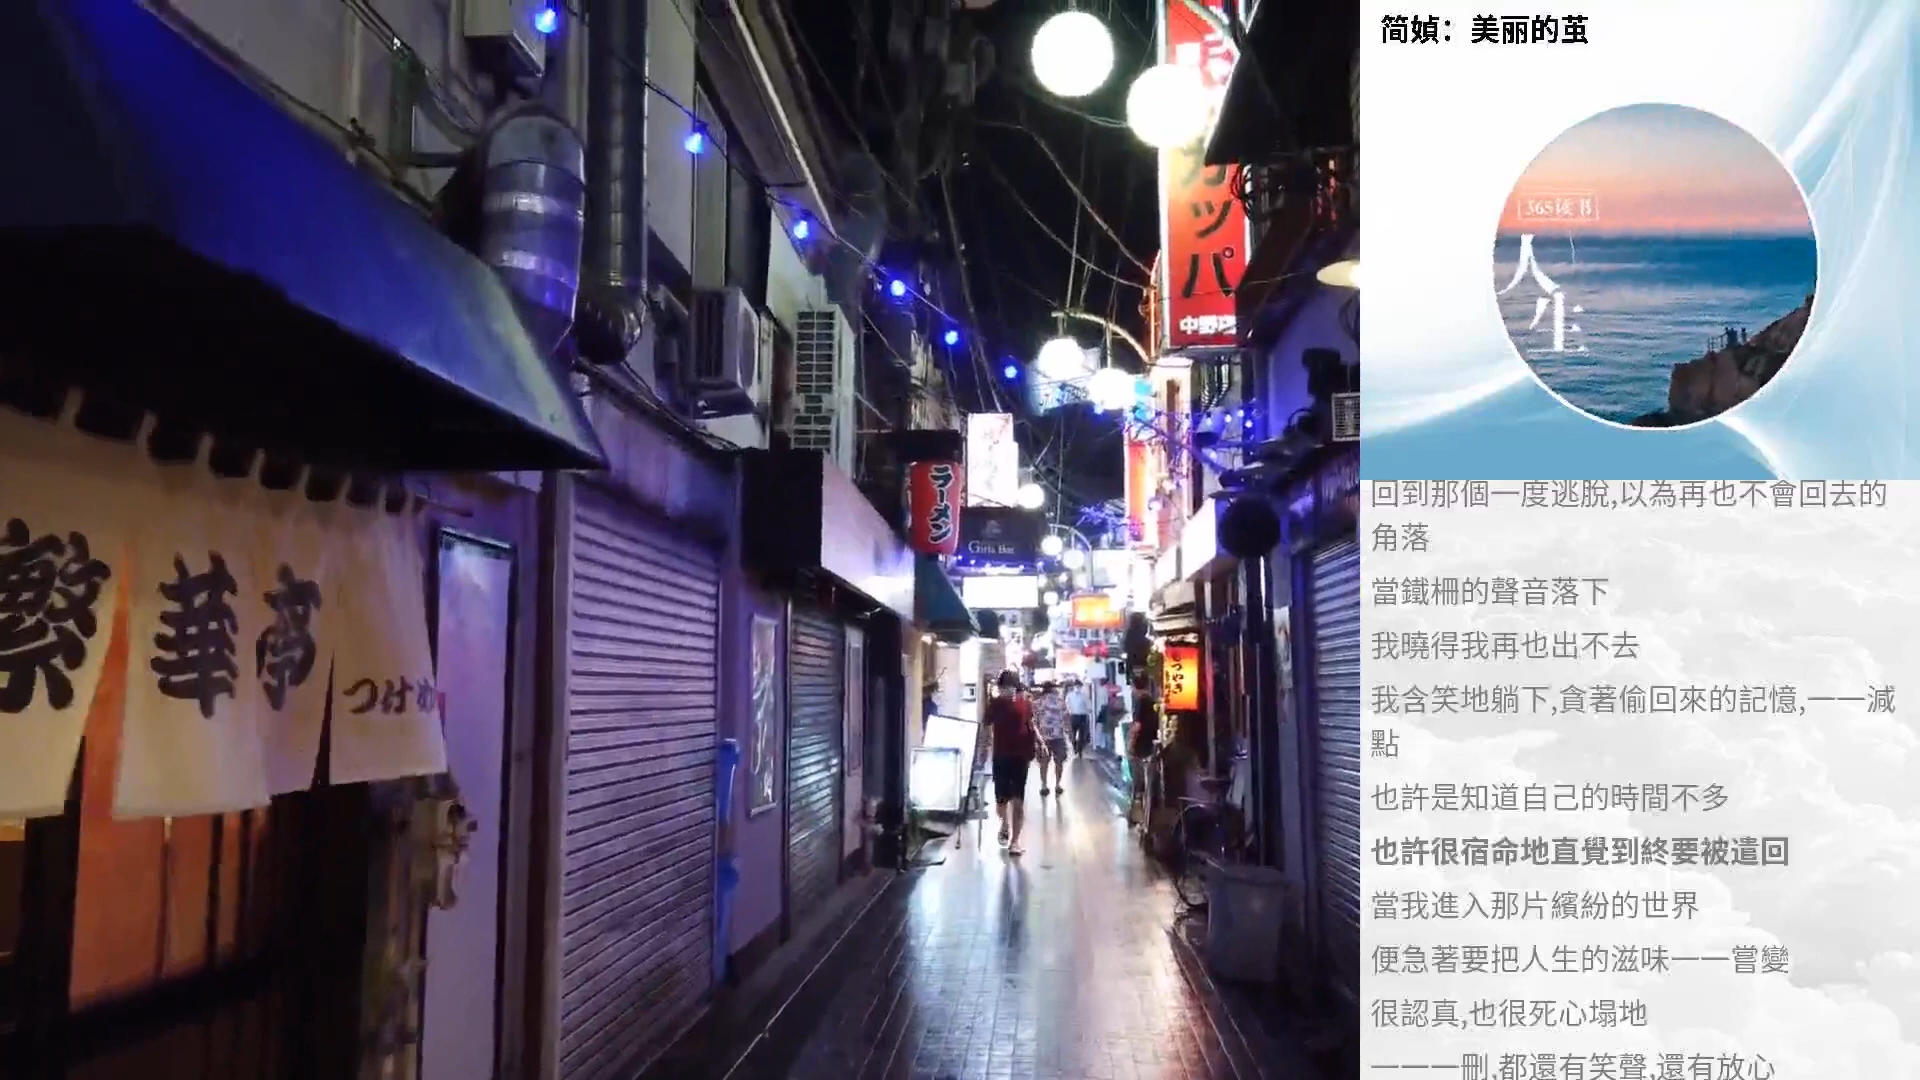 カッパ
中野店
ラーメン
Girls Bar
繁華亭
つけめ
简媜：美丽的茧
365读书
人生
回到那個一度逃脫,以為再也不會回去的
角落
當鐵柵的聲音落下
我曉得我再也出不去
我含笑地躺下,貪著偷回來的記憶,一一減
點
也許是知道自己的時間不多
也許很宿命地直覺到終要被遣回
當我進入那片繽紛的世界
便急著要把人生的滋味一一嘗變
很認真,也很死心塌地
一一一刪,都還有笑聲,還有放心